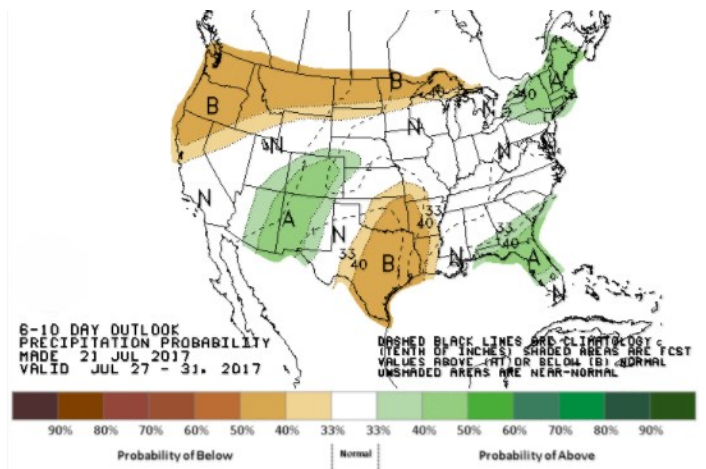 B
B
A
40
N
N
N
N
N
A
33
40
N
33
40
B
33
40
N
A
N
6-10 DAY OUTLOOK
PRECIPITATION PROBABILITY
MADE 21 JUL 2017
VALID JUL 27 - 31, 2017
DASHED BLACK LINES ARE CLIMATOLOGY
(TENTH OF INCHES) SHADED AREAS ARE FCST
VALUES ABOVE (A) OR BELOW (B) NORMAL
UNSHADED AREAS ARE NEAR-NORMAL
90% 80% 70% 60% 50% 40% 33% 33% 40% 50% 60% 70% 80% 90%
Probability of Below Normal Probability of Above